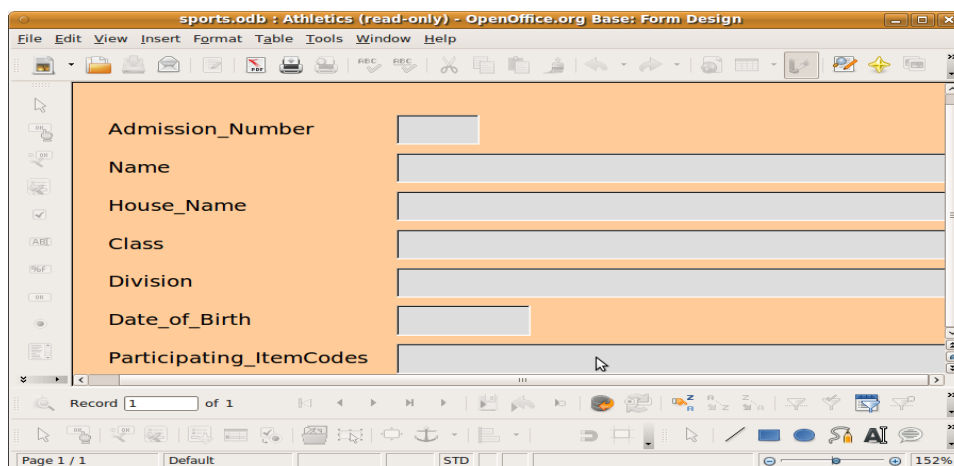 sports.odb : Athletics (read-only) - OpenOffice.org Base: Form Design
File Edit View Insert Format Table Tools Window Help
Admission_Number
Name
House_Name
Class
Division
Date_of_Birth
Participating_ItemCodes
Record 1 of 1
Page 1 / 1 Default STD 152%